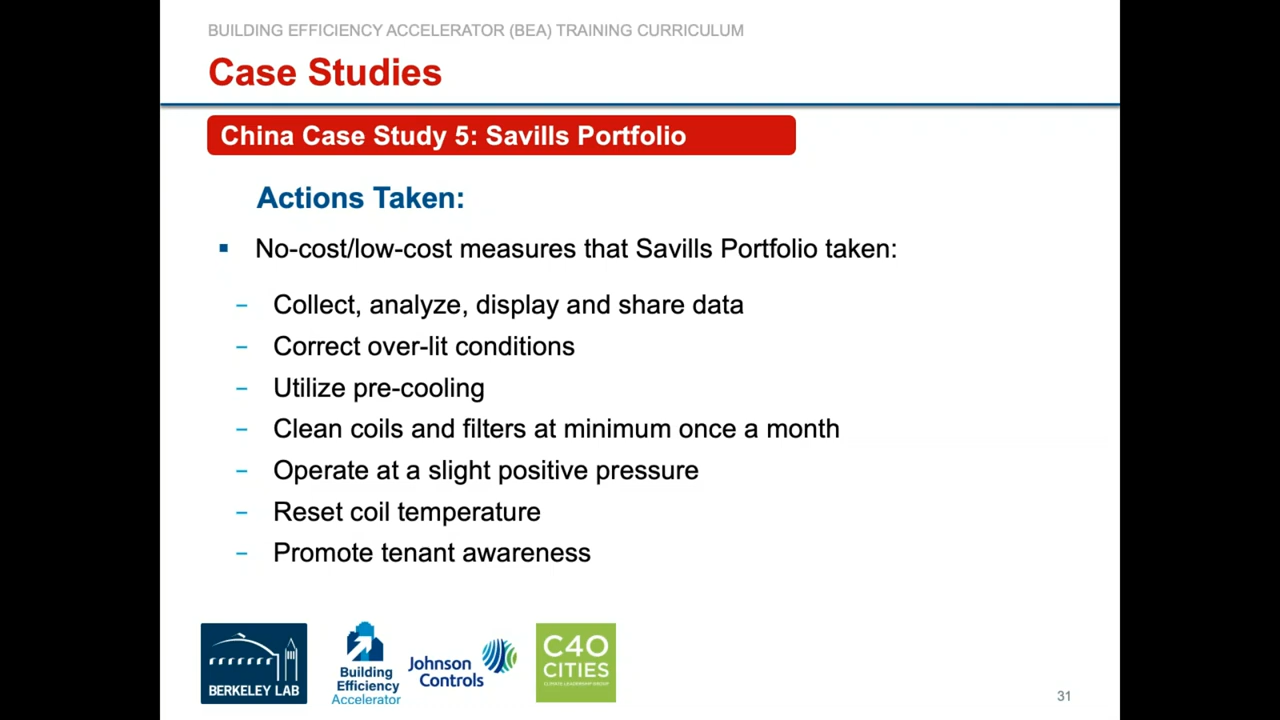 BUILDING EFFICIENCY ACCELERATOR (BEA) TRAINING CURRICULUM
Case Studies
China Case Study 5: Savills Portfolio
Actions Taken:
▪ No-cost/low-cost measures that Savills Portfolio taken:
– Collect, analyze, display and share data
– Correct over-lit conditions
– Utilize pre-cooling
– Clean coils and filters at minimum once a month
– Operate at a slight positive pressure
– Reset coil temperature
– Promote tenant awareness
BERKELEY LAB
Building
Efficiency
Accelerator
Johnson
Controls
C40
CITIES
CLIMATE LEADERSHIP GROUP
31